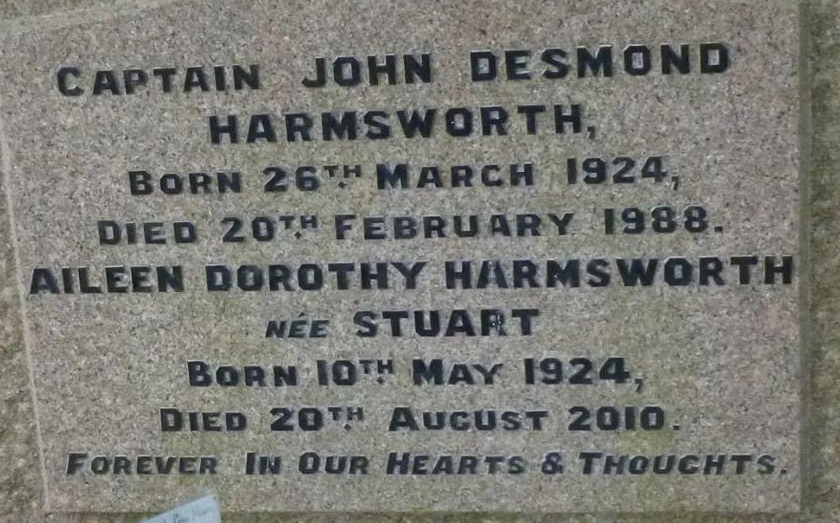 CAPTAIN JOHN DESMOND
HARMSWORTH,
BORN 26TH MARCH 1924,
DIED 20TH FEBRUARY 1988.
AILEEN DOROTHY HARMSWORTH
NÉE STUART
BORN 10TH MAY 1924,
DIED 20TH AUGUST 2010.
FOREVER IN OUR HEARTS & THOUGHTS.